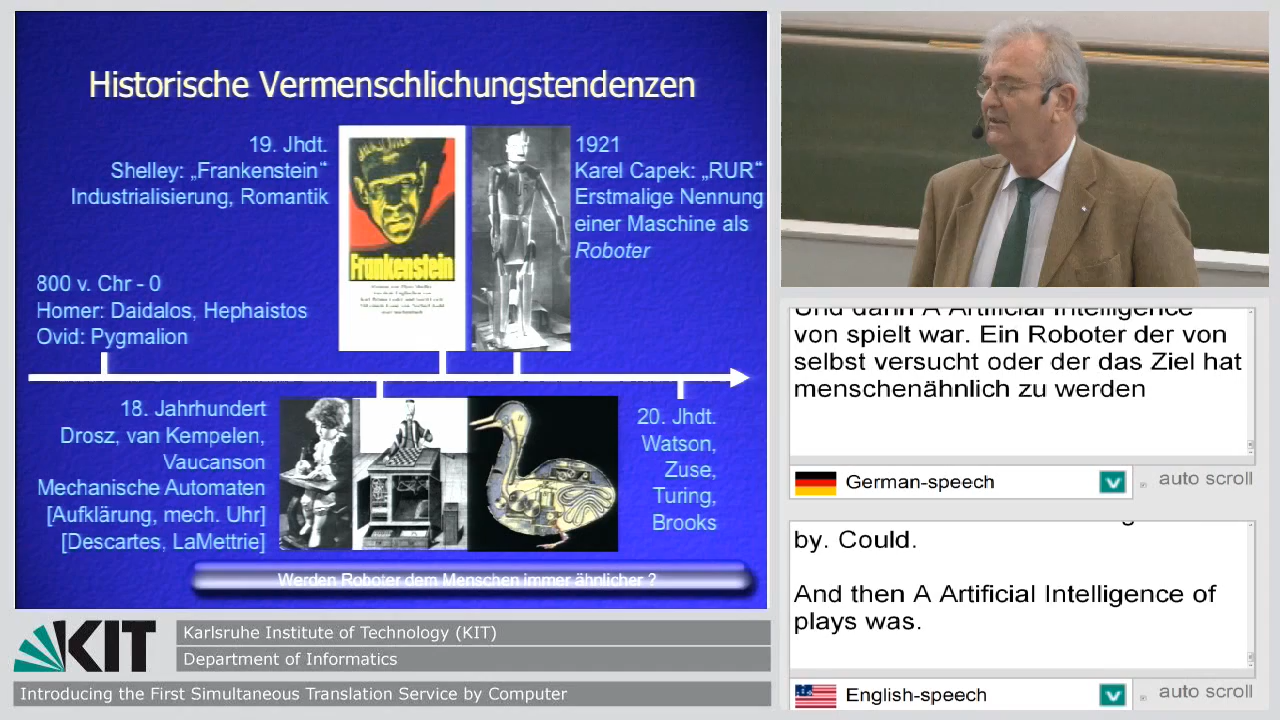 Historische Vermenschlichungstendenzen
19. Jhdt.
Shelley: „Frankenstein“
Industrialisierung, Romantik
Frankenstein
1921
Karel Capek: „RUR“
Erstmalige Nennung
einer Maschine als
Roboter
800 v. Chr - 0
Homer: Daidalos, Hephaistos
Ovid: Pygmalion
18. Jahrhundert
Drosz, van Kempelen,
Vaucanson
Mechanische Automaten
[Aufklärung, mech. Uhr]
[Descartes, LaMettrie]
20. Jhdt.
Watson,
Zuse,
Turing,
Brooks
Werden Roboter dem Menschen immer ähnlicher ?
Und dann A Artificial Intelligence
von spielt war. Ein Roboter der von
selbst versucht oder der das Ziel hat
menschenähnlich zu werden
German-speech
auto scroll
by. Could.
And then A Artificial Intelligence of
plays was.
English-speech
auto scroll
KIT
Karlsruhe Institute of Technology (KIT)
Department of Informatics
Introducing the First Simultaneous Translation Service by Computer